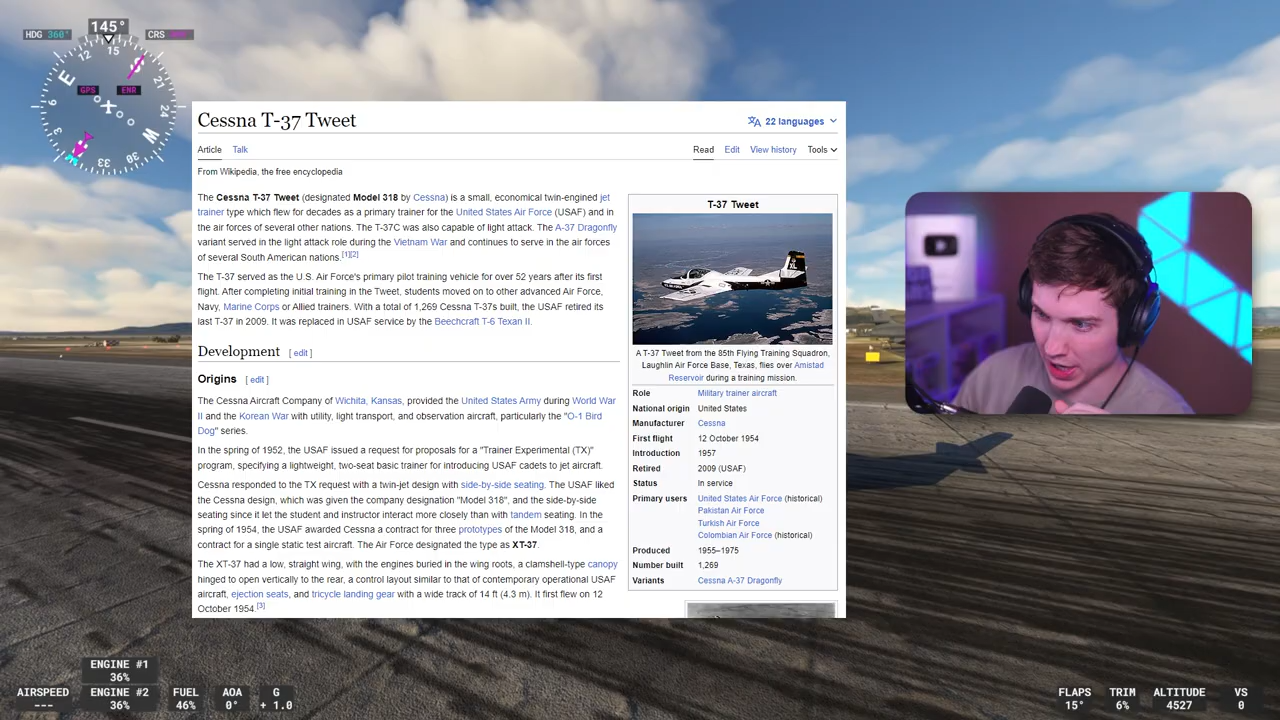 145°
HDG 360°
CRS
12
15
S
21
24
W
30
33
3
6
E
GPS
ENR
Cessna T-37 Tweet
22 languages
Article Talk
Read Edit View history Tools
From Wikipedia, the free encyclopedia
The Cessna T-37 Tweet (designated Model 318 by Cessna) is a small, economical twin-engined jet
trainer type which flew for decades as a primary trainer for the United States Air Force (USAF) and in
the air forces of several other nations. The T-37C was also capable of light attack. The A-37 Dragonfly
variant served in the light attack role during the Vietnam War and continues to serve in the air forces
of several South American nations.[1][2]
The T-37 served as the U.S. Air Force's primary pilot training vehicle for over 52 years after its first
flight. After completing initial training in the Tweet, students moved on to other advanced Air Force,
Navy, Marine Corps or Allied trainers. With a total of 1,269 Cessna T-37s built, the USAF retired its
last T-37 in 2009. It was replaced in USAF service by the Beechcraft T-6 Texan II.
Development [ edit ]
Origins [ edit ]
The Cessna Aircraft Company of Wichita, Kansas, provided the United States Army during World War
II and the Korean War with utility, light transport, and observation aircraft, particularly the "O-1 Bird
Dog" series.
In the spring of 1952, the USAF issued a request for proposals for a "Trainer Experimental (TX)"
program, specifying a lightweight, two-seat basic trainer for introducing USAF cadets to jet aircraft.
Cessna responded to the TX request with a twin-jet design with side-by-side seating. The USAF liked
the Cessna design, which was given the company designation "Model 318", and the side-by-side
seating since it let the student and instructor interact more closely than with tandem seating. In the
spring of 1954, the USAF awarded Cessna a contract for three prototypes of the Model 318, and a
contract for a single static test aircraft. The Air Force designated the type as XT-37.
The XT-37 had a low, straight wing, with the engines buried in the wing roots, a clamshell-type canopy
hinged to open vertically to the rear, a control layout similar to that of contemporary operational USAF
aircraft, ejection seats, and tricycle landing gear with a wide track of 14 ft (4.3 m). It first flew on 12
October 1954.[3]
T-37 Tweet
A T-37 Tweet from the 85th Flying Training Squadron,
Laughlin Air Force Base, Texas, flies over Amistad
Reservoir during a training mission.
Role Military trainer aircraft
National origin United States
Manufacturer Cessna
First flight 12 October 1954
Introduction 1957
Retired 2009 (USAF)
Status In service
Primary users United States Air Force (historical)
Pakistan Air Force
Turkish Air Force
Colombian Air Force (historical)
Produced 1955–1975
Number built 1,269
Variants Cessna A-37 Dragonfly
ENGINE #1
36%
AIRSPEED ENGINE #2 FUEL AOA G
--- 36% 46% 0° + 1.0
FLAPS TRIM ALTITUDE VS
15° 6% 4527 0